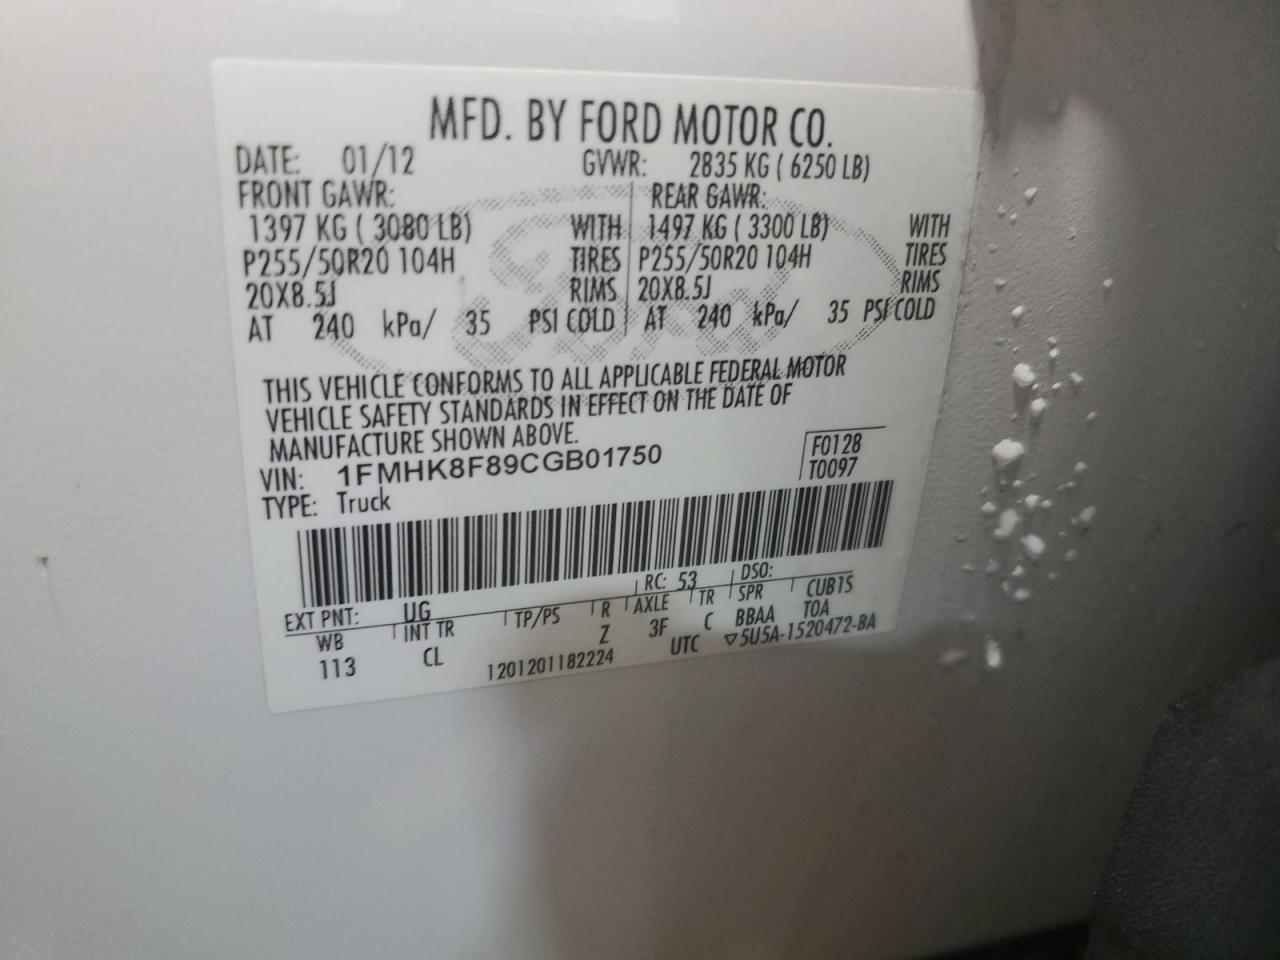 MFD. BY FORD MOTOR CO.
DATE: 01/12 GVWR: 2835 KG ( 6250 LB)
FRONT GAWR: REAR GAWR:
1397 KG ( 3080 LB) WITH 1497 KG ( 3300 LB) WITH
P255/50R20 104H TIRES P255/50R20 104H TIRES
20X8.5J RIMS 20X8.5J RIMS
AT 240 kPa/ 35 PSI COLD AT 240 kPa/ 35 PSI COLD
Ford
THIS VEHICLE CONFORMS TO ALL APPLICABLE FEDERAL MOTOR
VEHICLE SAFETY STANDARDS IN EFFECT ON THE DATE OF
MANUFACTURE SHOWN ABOVE.
VIN: 1FMHK8F89CGB01750 F0128
TYPE: Truck T0097
EXT PNT: UG RC: 53 DSO:
WB INT TR TP/PS R AXLE TR SPR CUB1S
113 CL Z 3F C BBAA TOA
1201201182224 UTC ▽5U5A-1520472-BA